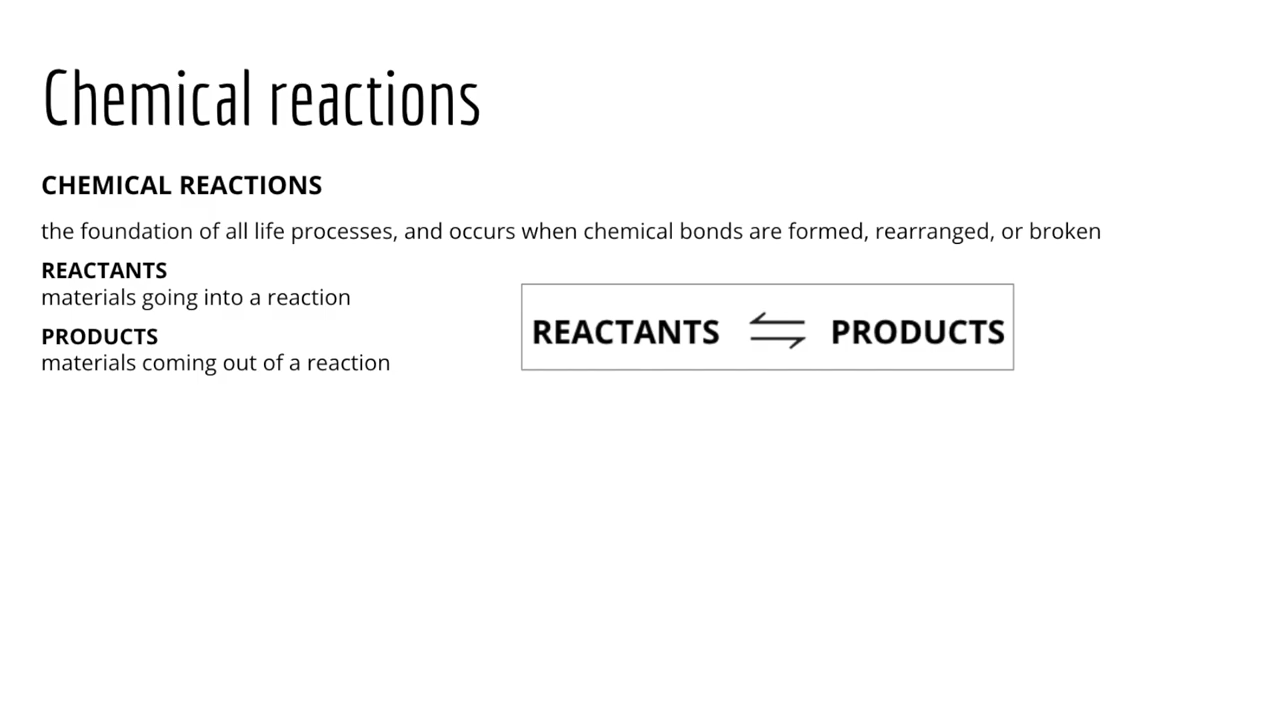 Chemical reactions
CHEMICAL REACTIONS
the foundation of all life processes, and occurs when chemical bonds are formed, rearranged, or broken
REACTANTS
materials going into a reaction
PRODUCTS
materials coming out of a reaction
REACTANTS ⇋ PRODUCTS